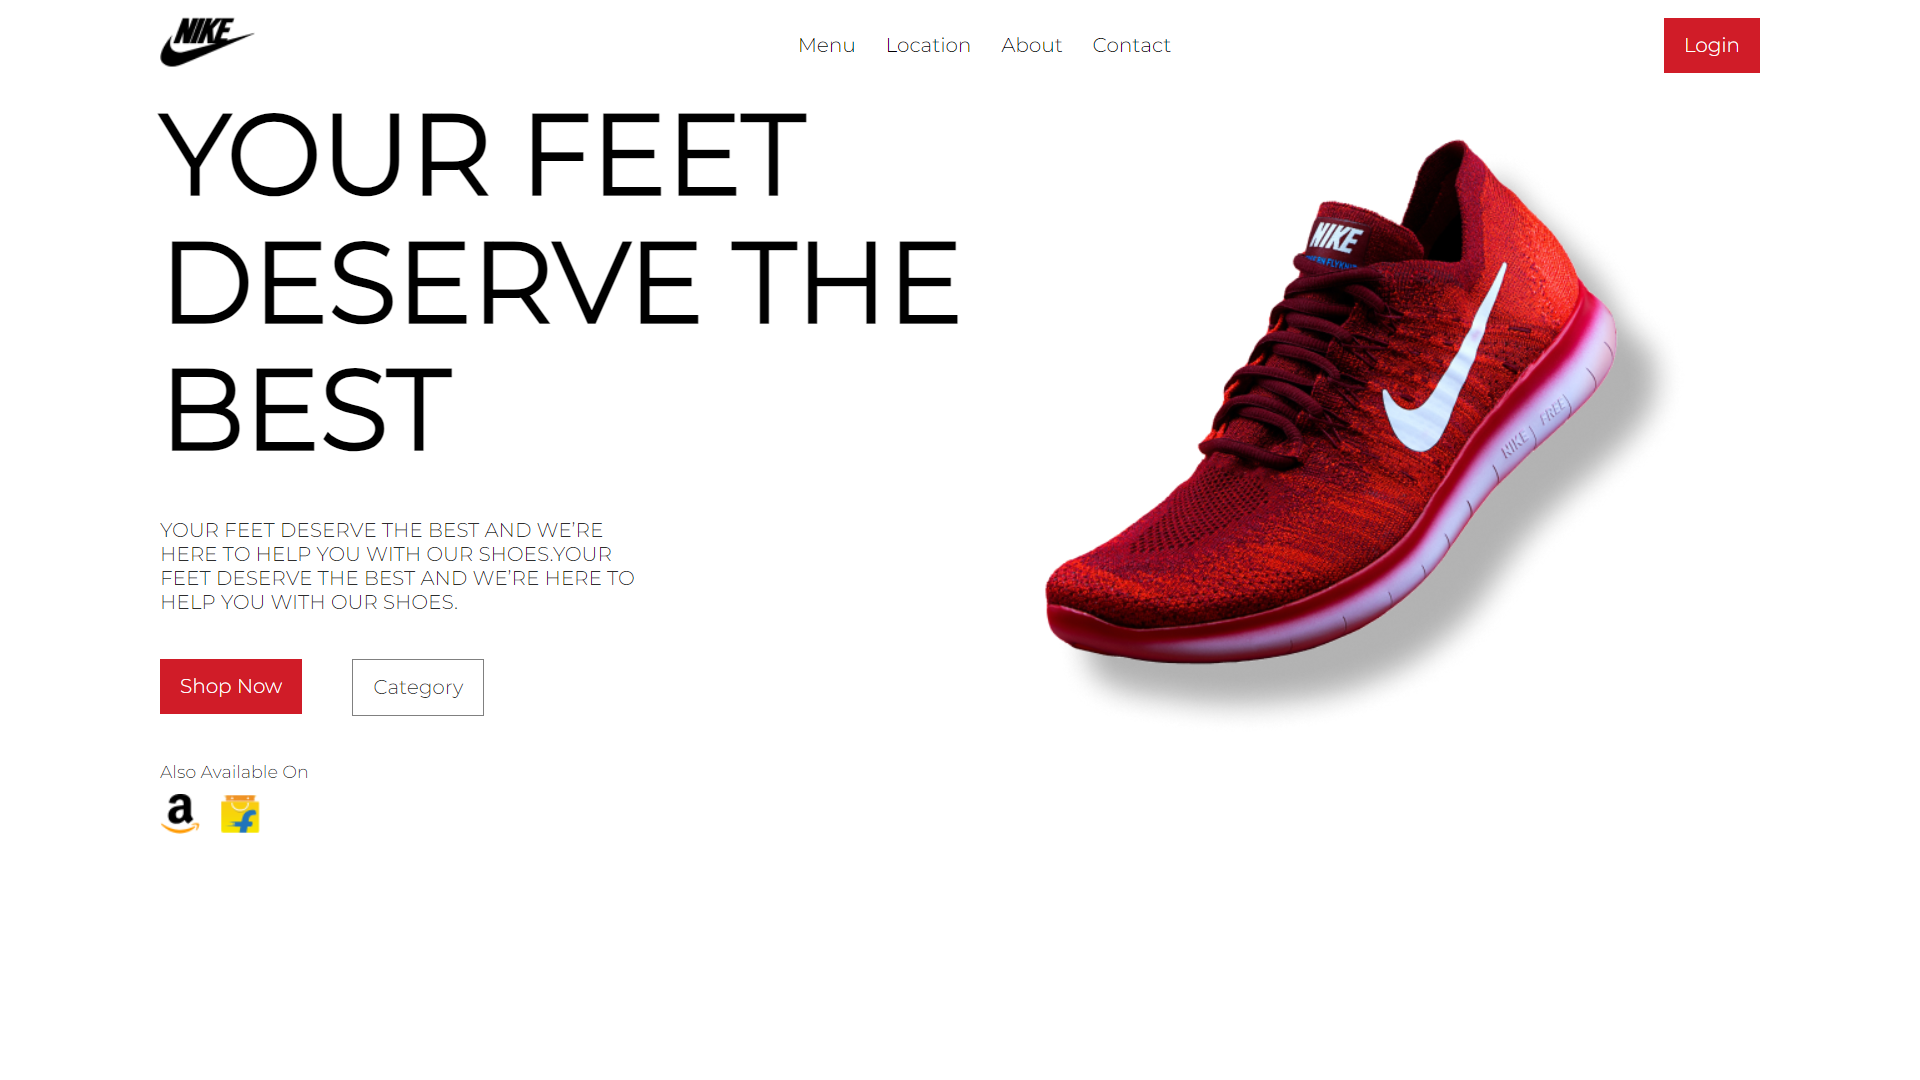 NIKE
Menu Location About Contact
Login
YOUR FEET
DESERVE THE
BEST
NIKE
NIKE FREE
YOUR FEET DESERVE THE BEST AND WE’RE
HERE TO HELP YOU WITH OUR SHOES.YOUR
FEET DESERVE THE BEST AND WE’RE HERE TO
HELP YOU WITH OUR SHOES.
Shop Now
Category
Also Available On
a
f